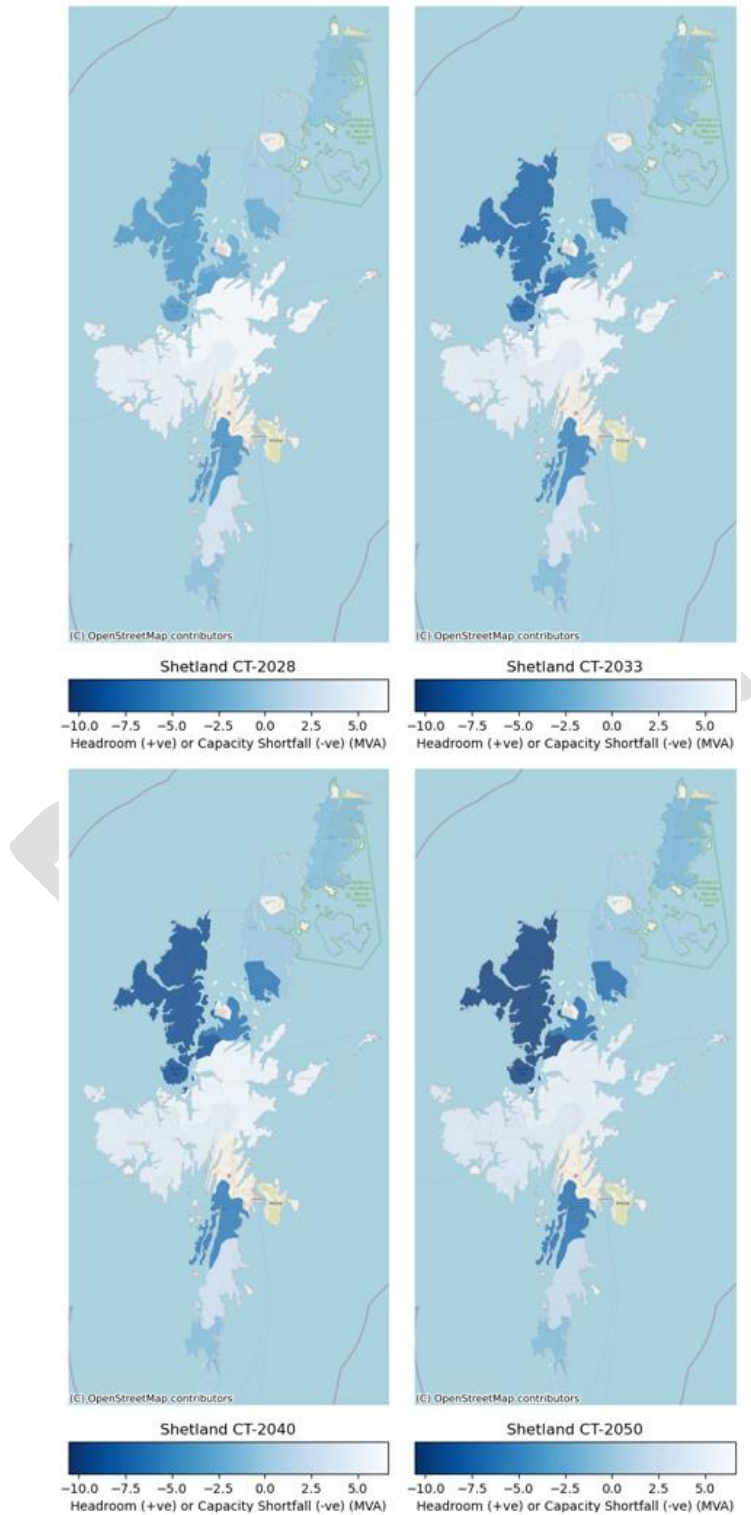 (C) OpenStreetMap contributors
(C) OpenStreetMap contributors
Shetland CT-2028
Shetland CT-2033
−10.0 −7.5 −5.0 −2.5 0.0 2.5 5.0
−10.0 −7.5 −5.0 −2.5 0.0 2.5 5.0
Headroom (+ve) or Capacity Shortfall (-ve) (MVA)
Headroom (+ve) or Capacity Shortfall (-ve) (MVA)
(C) OpenStreetMap contributors
(C) OpenStreetMap contributors
Shetland CT-2040
Shetland CT-2050
−10.0 −7.5 −5.0 −2.5 0.0 2.5 5.0
−10.0 −7.5 −5.0 −2.5 0.0 2.5 5.0
Headroom (+ve) or Capacity Shortfall (-ve) (MVA)
Headroom (+ve) or Capacity Shortfall (-ve) (MVA)